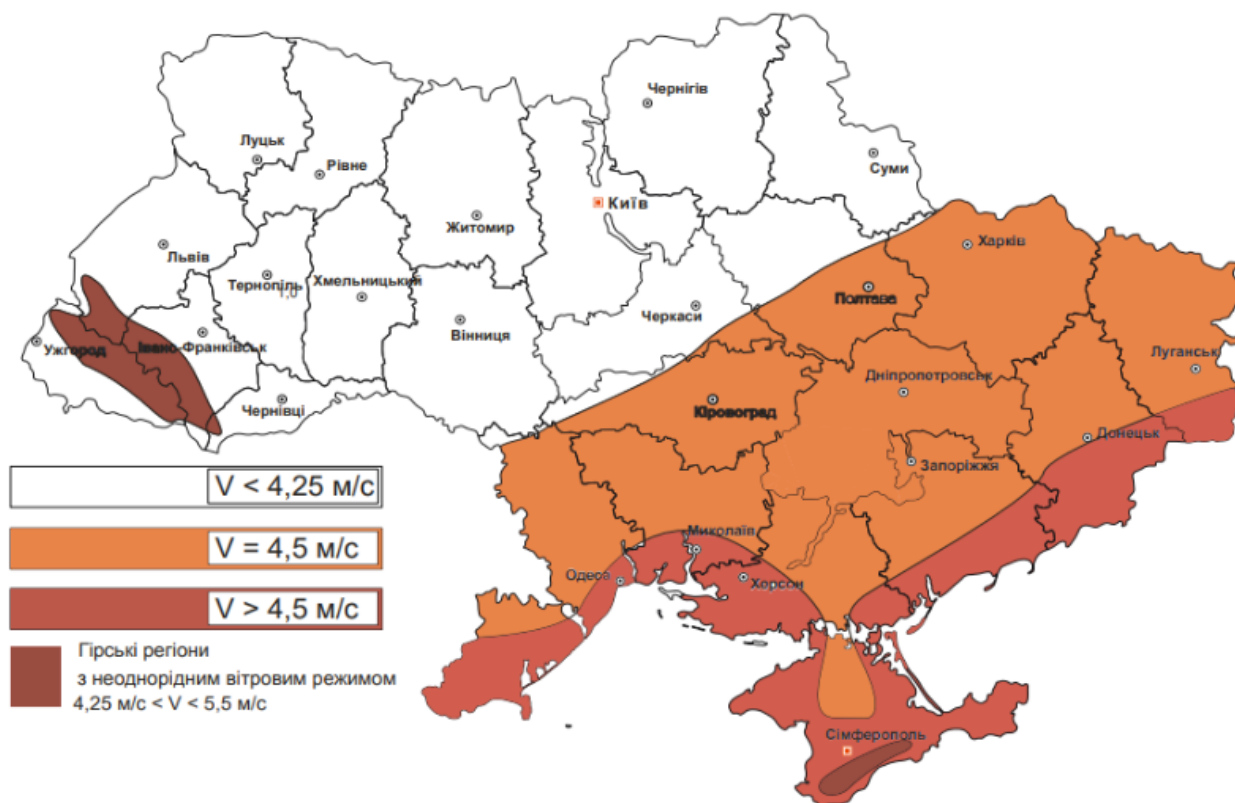 Чернігів
Луцьк
Суми
Рівне
Київ
Житомир
Харків
Львів
Тернопіль
1,0
Хмельницький
Полтава
Черкаси
Вінниця
Ужгород
Івано-Франківськ
Луганськ
Дніпропетровськ
Чернівці
Кіровоград
Донецьк
Запоріжжя
V < 4,25 м/с
V = 4,5 м/с
Миколаїв
Одеса
Херсон
V > 4,5 м/с
Гірські регіони
з неоднорідним вітровим режимом
4,25 м/с < V < 5,5 м/с
Сімферополь